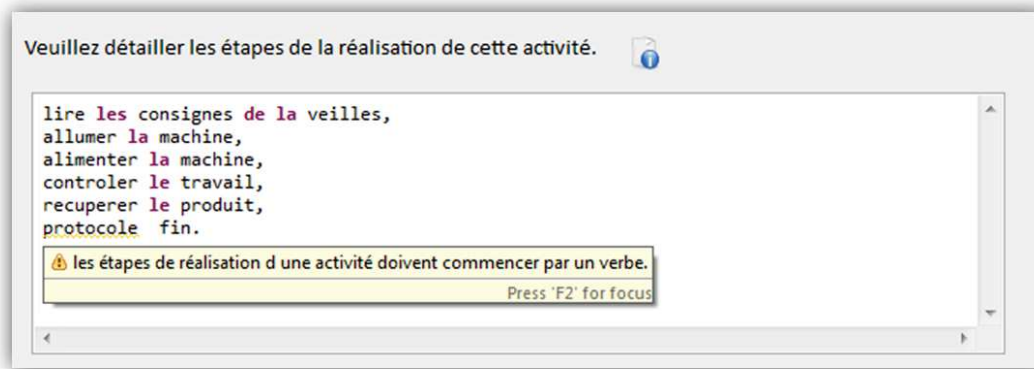 Veuillez détailler les étapes de la réalisation de cette activité.
lire les consignes de la veilles,
allumer la machine,
alimenter la machine,
controler le travail,
recuperer le produit,
protocole  fin.
les étapes de réalisation d une activité doivent commencer par un verbe.
Press 'F2' for focus